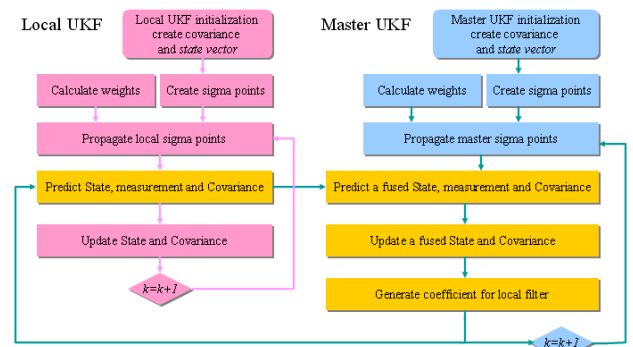 Local UKF
Local UKF initialization
create covariance
and state vector
Calculate weights
Create sigma points
Propagate local sigma points
Predict State, measurement and Covariance
Update State and Covariance
k=k+1
Master UKF
Master UKF initialization
create covariance
and state vector
Calculate weights
Create sigma points
Propagate master sigma points
Predict a fused State, measurement and Covariance
Update a fused State and Covariance
Generate coefficient for local filter
k=k+1